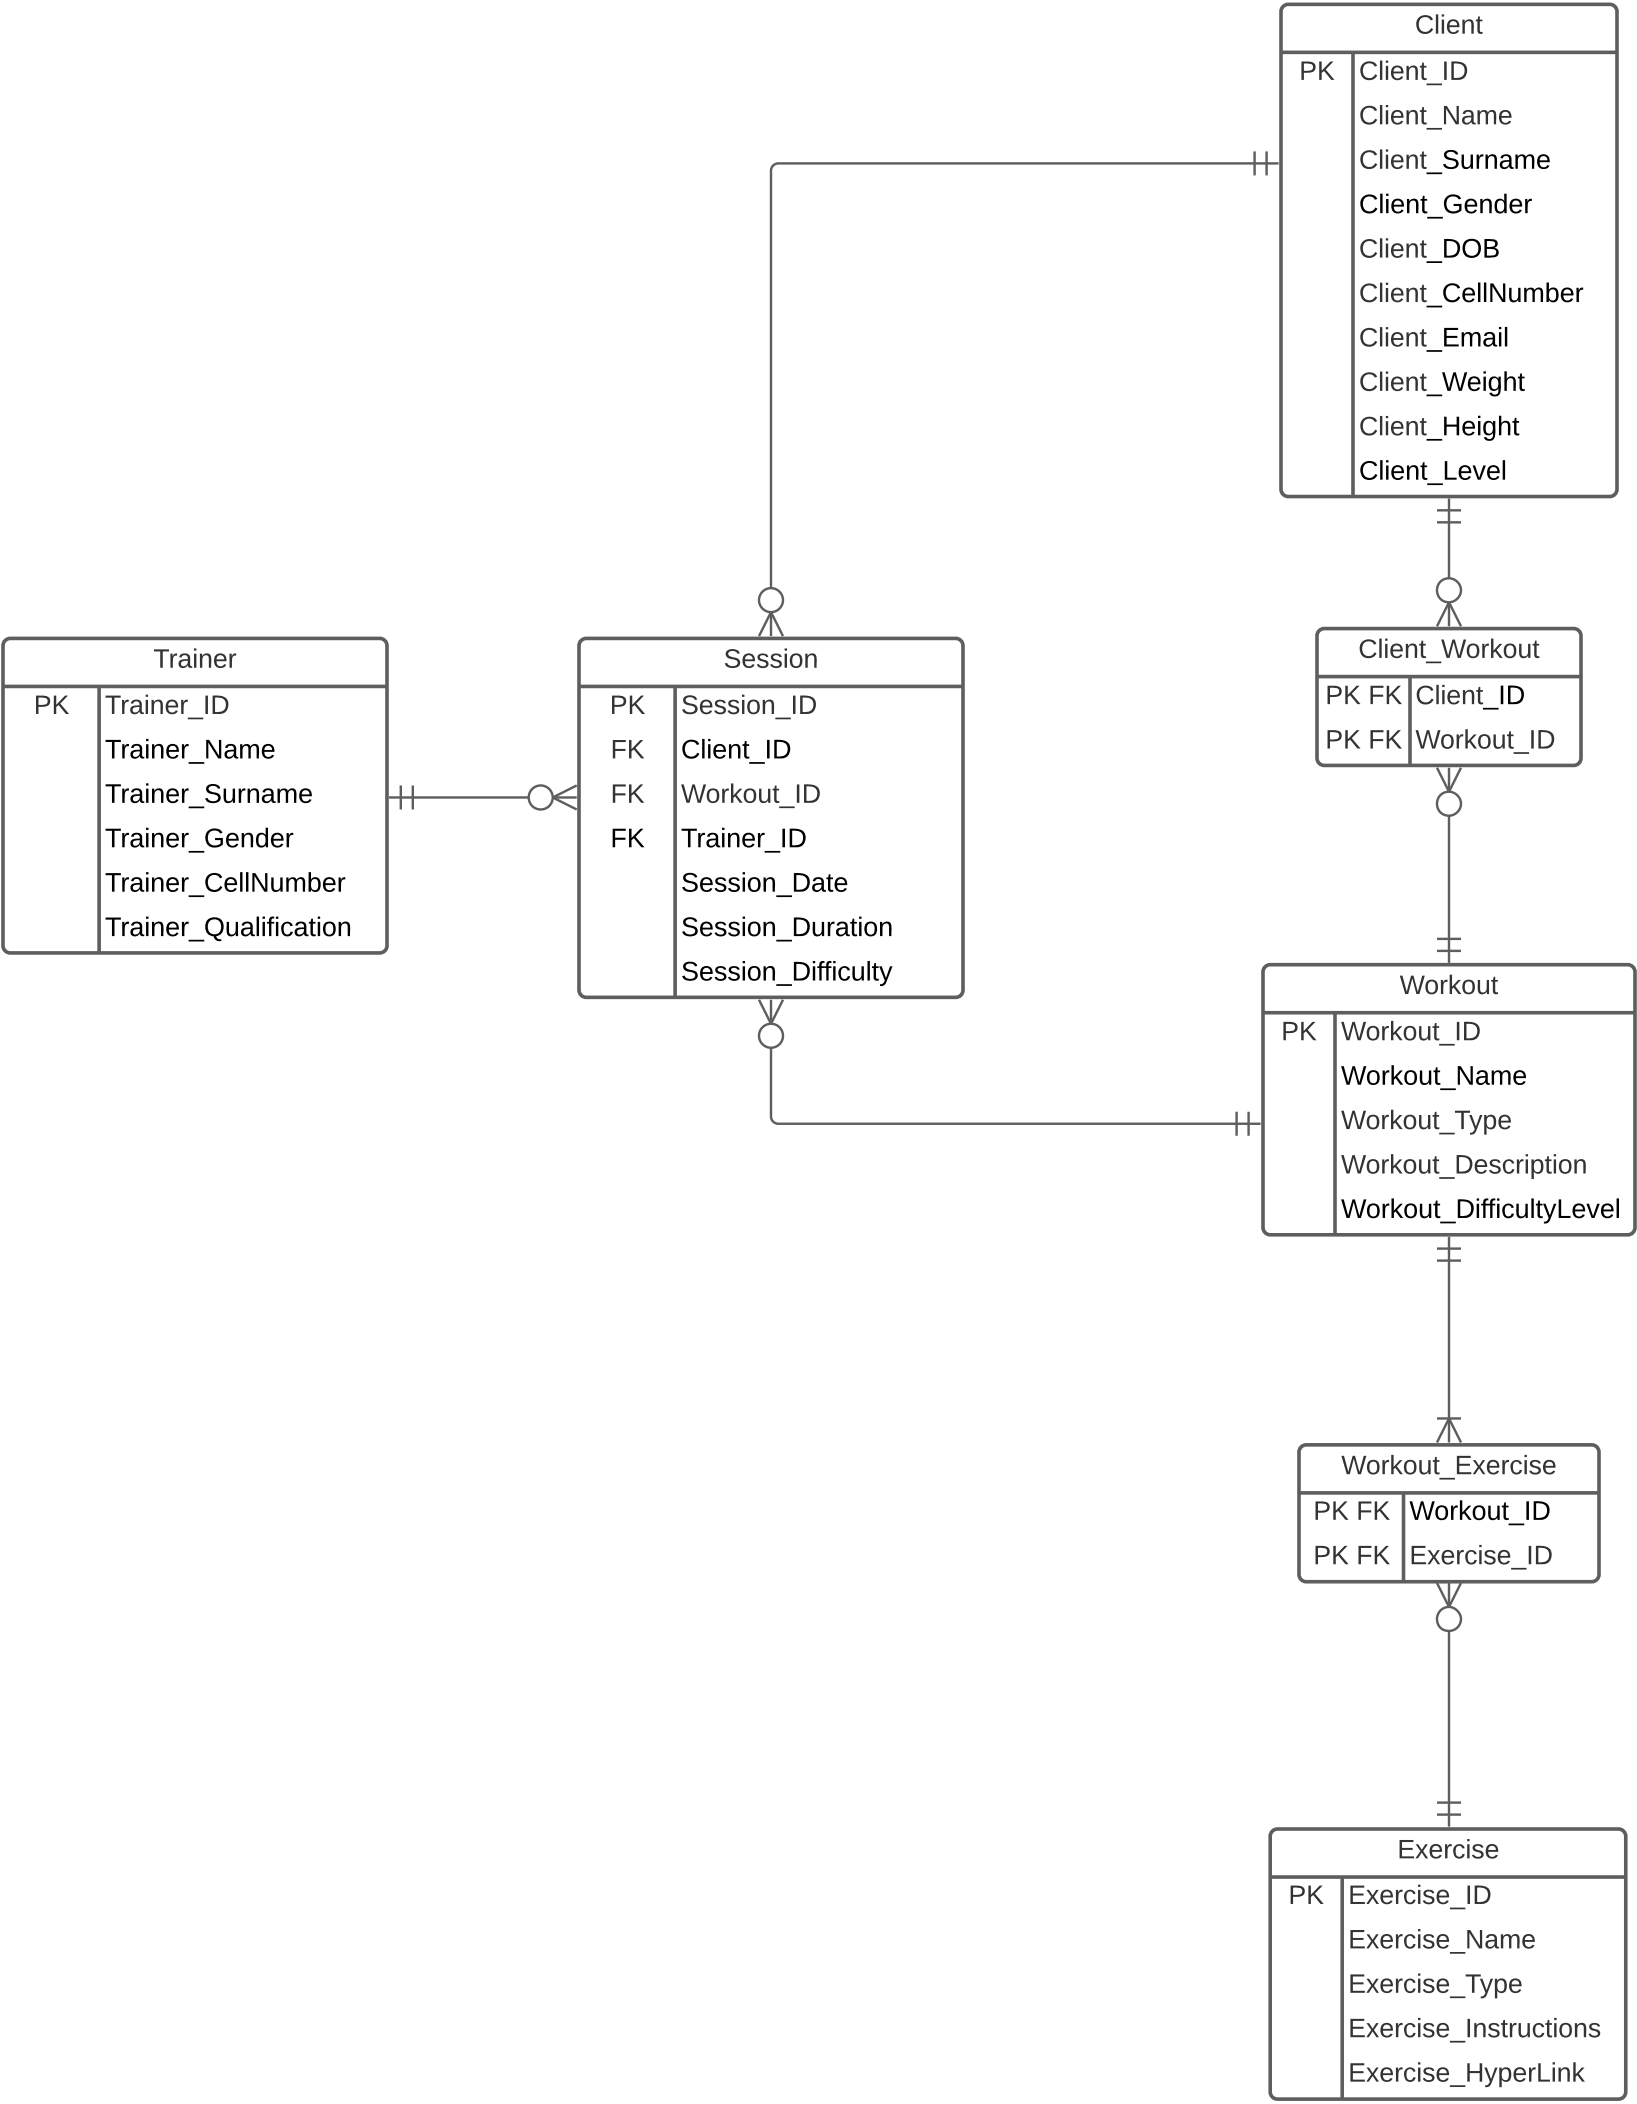 Client
PK Client_ID
Client_Name
Client_Surname
Client_Gender
Client_DOB
Client_CellNumber
Client_Email
Client_Weight
Client_Height
Client_Level
Trainer
PK Trainer_ID
Trainer_Name
Trainer_Surname
Trainer_Gender
Trainer_CellNumber
Trainer_Qualification
Session
PK Session_ID
FK Client_ID
FK Workout_ID
FK Trainer_ID
Session_Date
Session_Duration
Session_Difficulty
Client_Workout
PK FK Client_ID
PK FK Workout_ID
Workout
PK Workout_ID
Workout_Name
Workout_Type
Workout_Description
Workout_DifficultyLevel
Workout_Exercise
PK FK Workout_ID
PK FK Exercise_ID
Exercise
PK Exercise_ID
Exercise_Name
Exercise_Type
Exercise_Instructions
Exercise_HyperLink